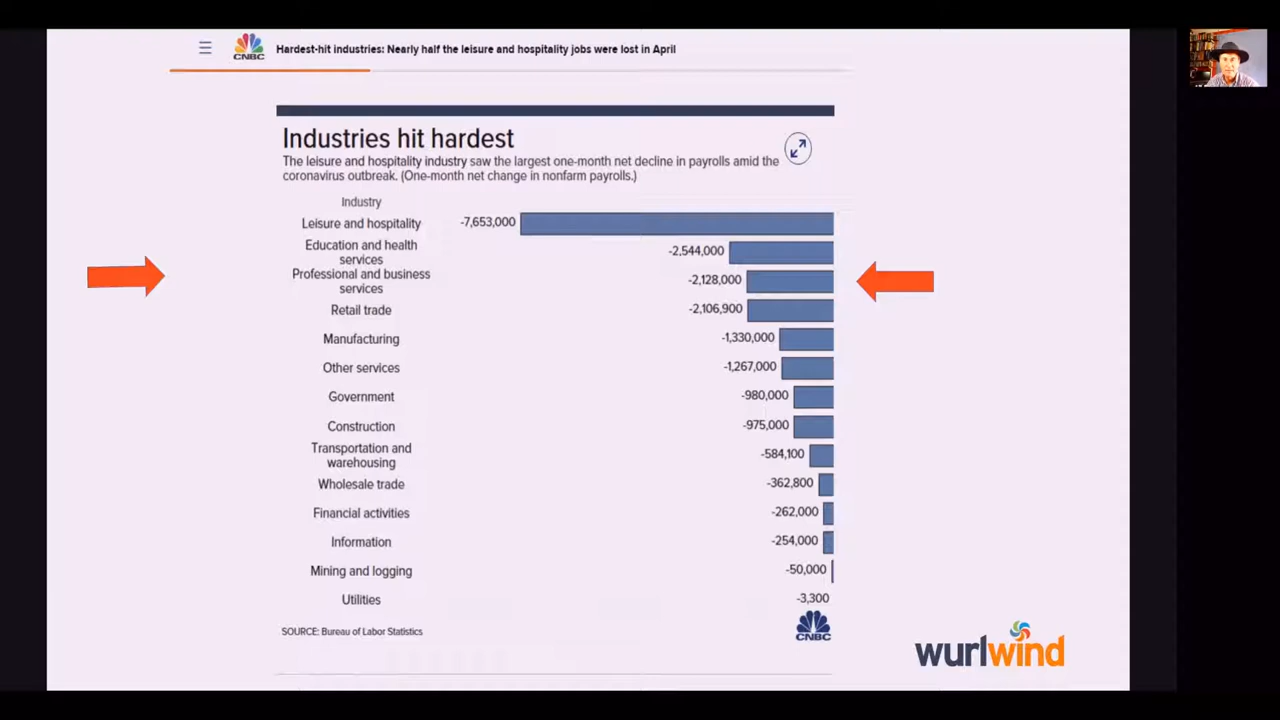 CNBC
Hardest-hit industries: Nearly half the leisure and hospitality jobs were lost in April
Industries hit hardest
The leisure and hospitality industry saw the largest one-month net decline in payrolls amid the
coronavirus outbreak. (One-month net change in nonfarm payrolls.)
Industry
Leisure and hospitality -7,653,000
Education and health
services -2,544,000
Professional and business
services -2,128,000
Retail trade -2,106,900
Manufacturing -1,330,000
Other services -1,267,000
Government -980,000
Construction -975,000
Transportation and
warehousing -584,100
Wholesale trade -362,800
Financial activities -262,000
Information -254,000
Mining and logging -50,000
Utilities -3,300
SOURCE: Bureau of Labor Statistics
CNBC
wurlwind